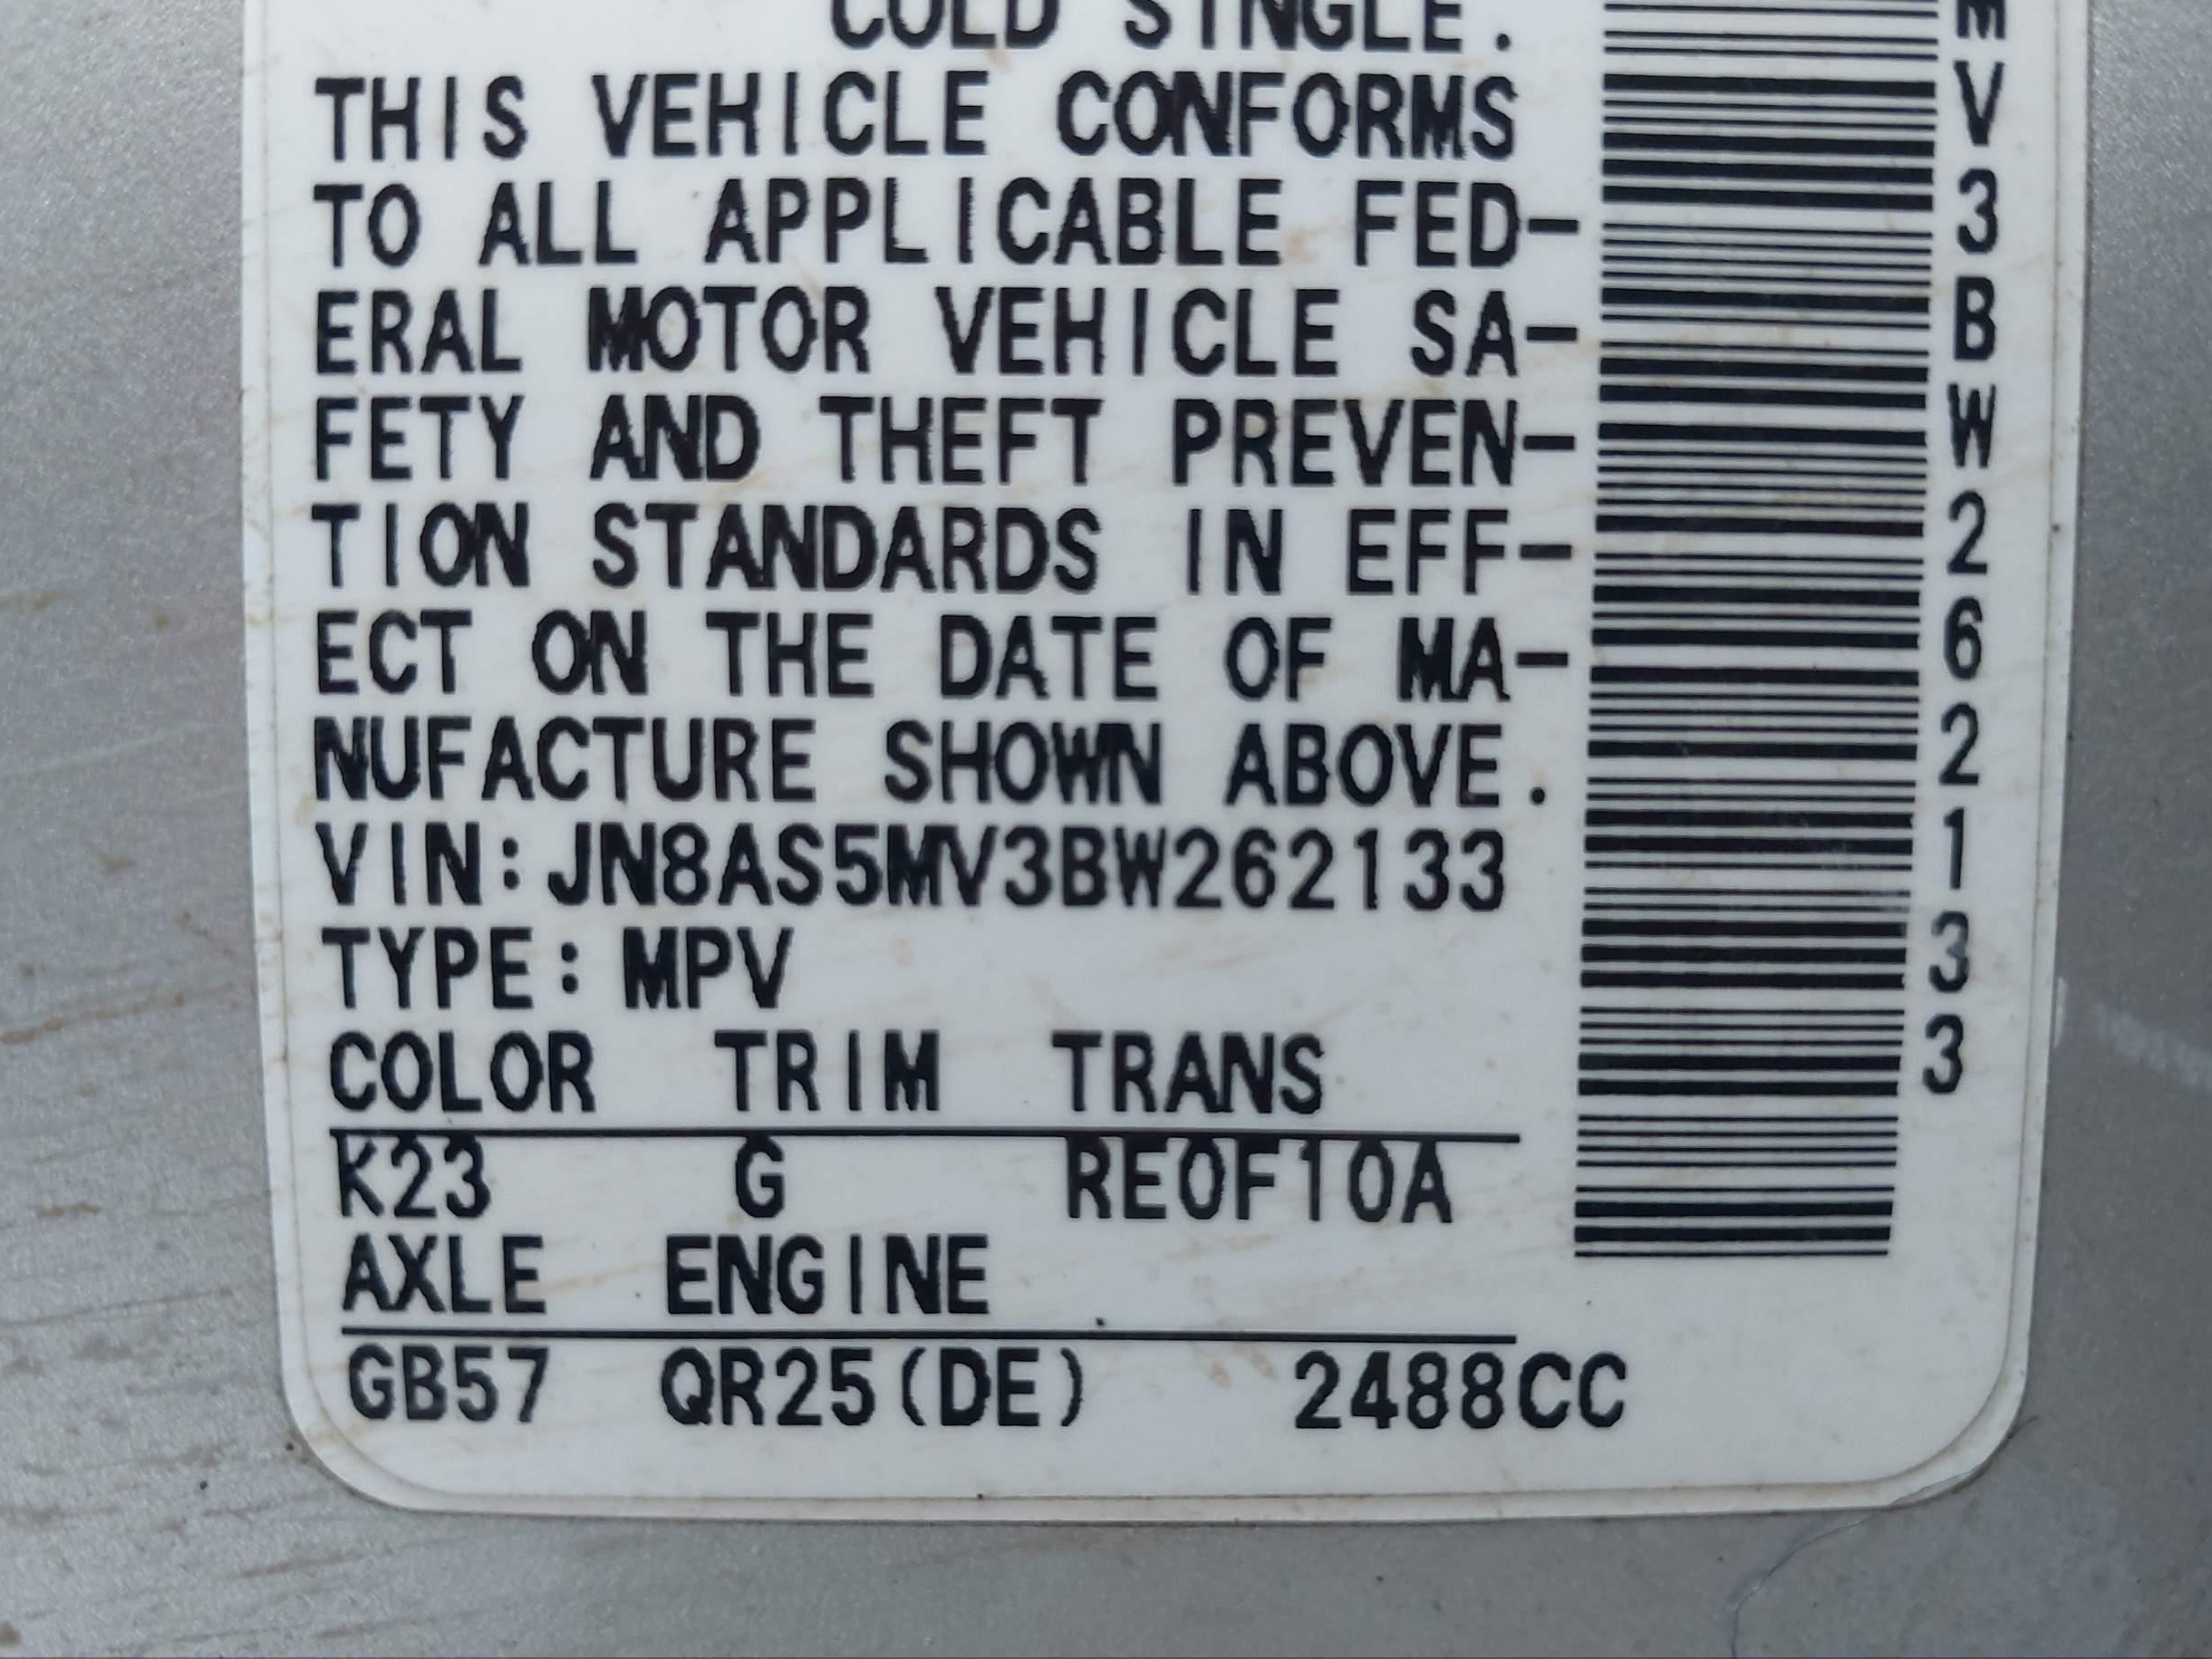 COLD SINGLE.
THIS VEHICLE CONFORMS
TO ALL APPLICABLE FED-
ERAL MOTOR VEHICLE SA-
FETY AND THEFT PREVEN-
TION STANDARDS IN EFF-
ECT ON THE DATE OF MA-
NUFACTURE SHOWN ABOVE.
VIN:JN8AS5MV3BW262133
TYPE:MPV
COLOR TRIM TRANS
K23 G RE0F10A
AXLE ENGINE
GB57 QR25(DE) 2488CC
MV3BW262133